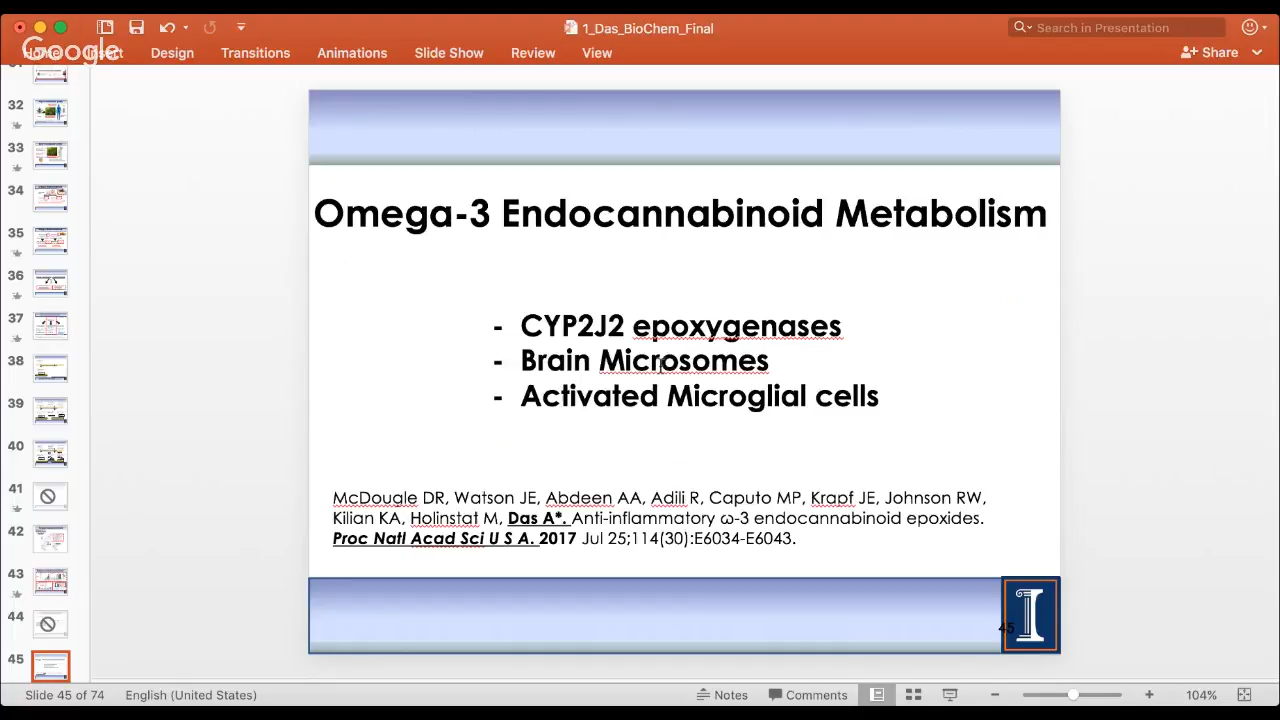 1_Das_BioChem_Final
Search in Presentation
Google
Home Insert Design Transitions Animations Slide Show Review View
Share
32
33
34
35
36
37
38
39
40
41
42
43
44
45
Omega-3 Endocannabinoid Metabolism
- CYP2J2 epoxygenases
- Brain Microsomes
- Activated Microglial cells
McDougle DR, Watson JE, Abdeen AA, Adili R, Caputo MP, Krapf JE, Johnson RW,
Kilian KA, Holinstat M, Das A*. Anti-inflammatory ω-3 endocannabinoid epoxides.
Proc Natl Acad Sci U S A. 2017 Jul 25;114(30):E6034-E6043.
45
Slide 45 of 74 English (United States) Notes Comments 104%